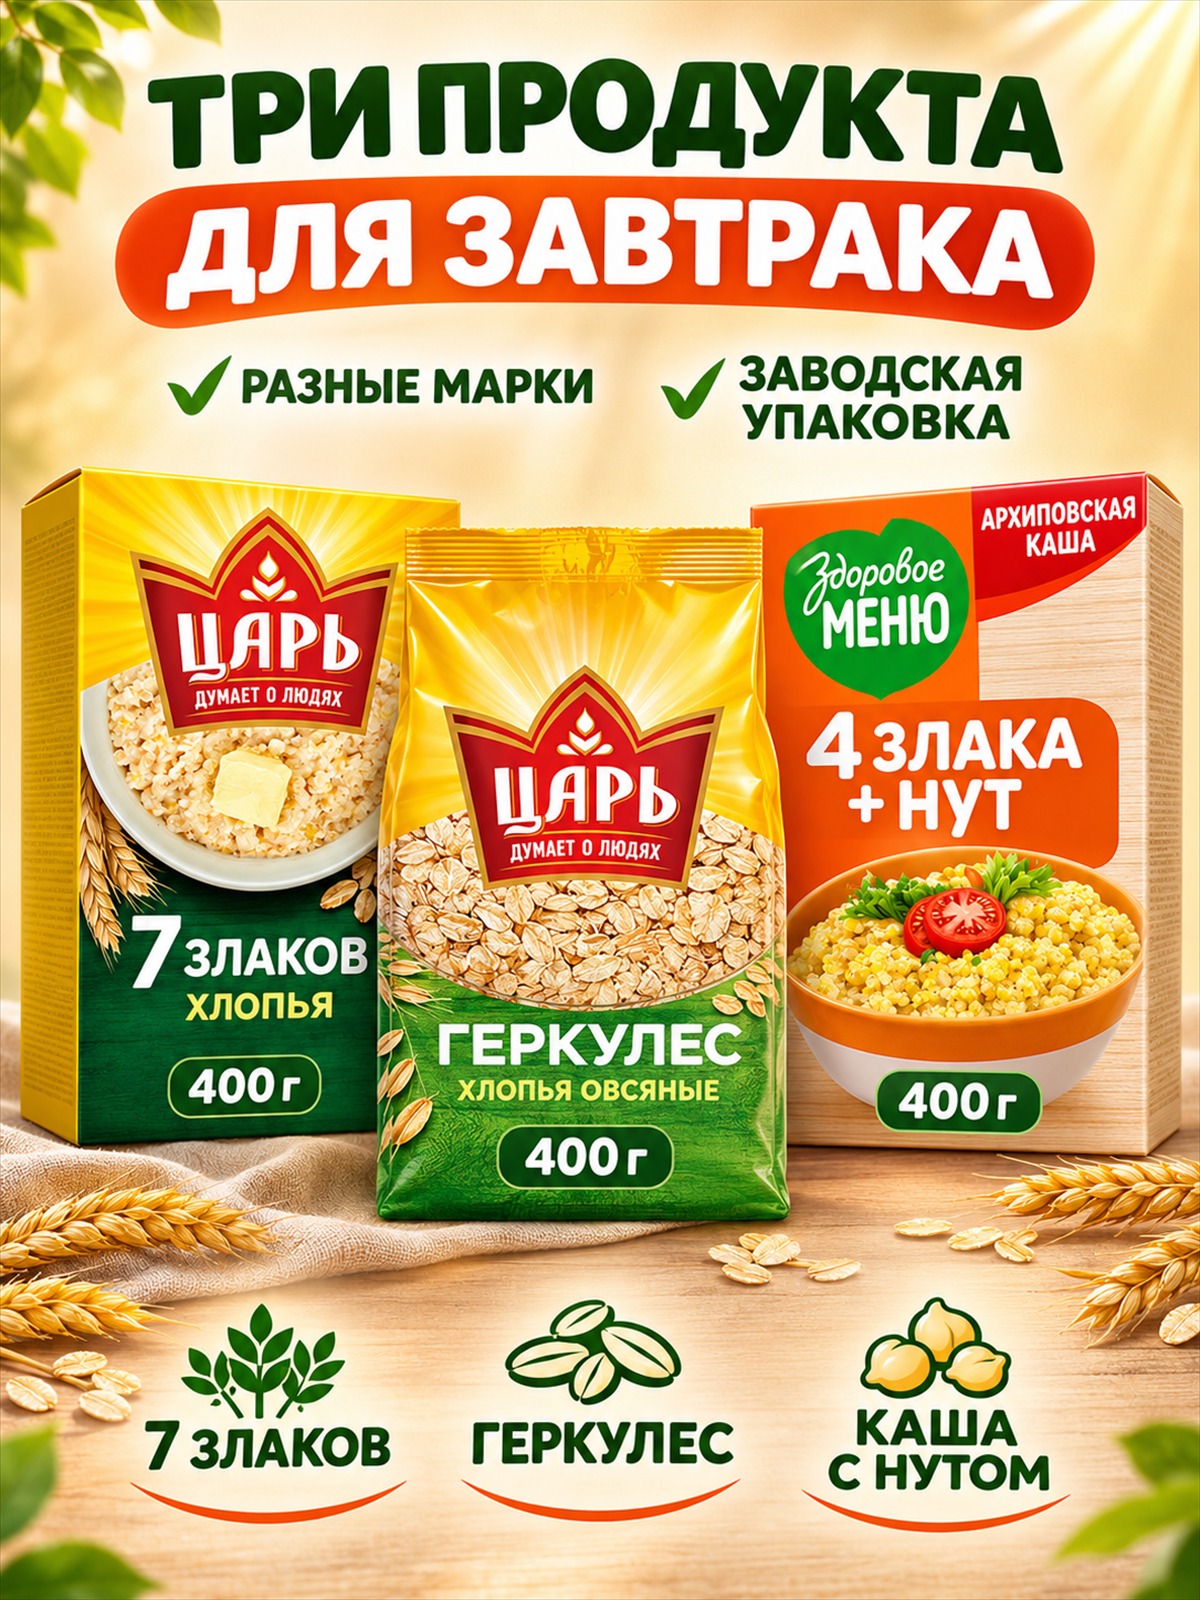 ТРИ ПРОДУКТА
ДЛЯ ЗАВТРАКА
РАЗНЫЕ МАРКИ
ЗАВОДСКАЯ
УПАКОВКА
ЦАРЬ
ДУМАЕТ О ЛЮДЯХ
7 ЗЛАКОВ
ХЛОПЬЯ
400 г
ЦАРЬ
ДУМАЕТ О ЛЮДЯХ
ГЕРКУЛЕС
ХЛОПЬЯ ОВСЯНЫЕ
400 г
АРХИПОВСКАЯ
КАША
Здоровое
МЕНЮ
4 ЗЛАКА
+ НУТ
400 г
7 ЗЛАКОВ
ГЕРКУЛЕС
КАША
С НУТОМ